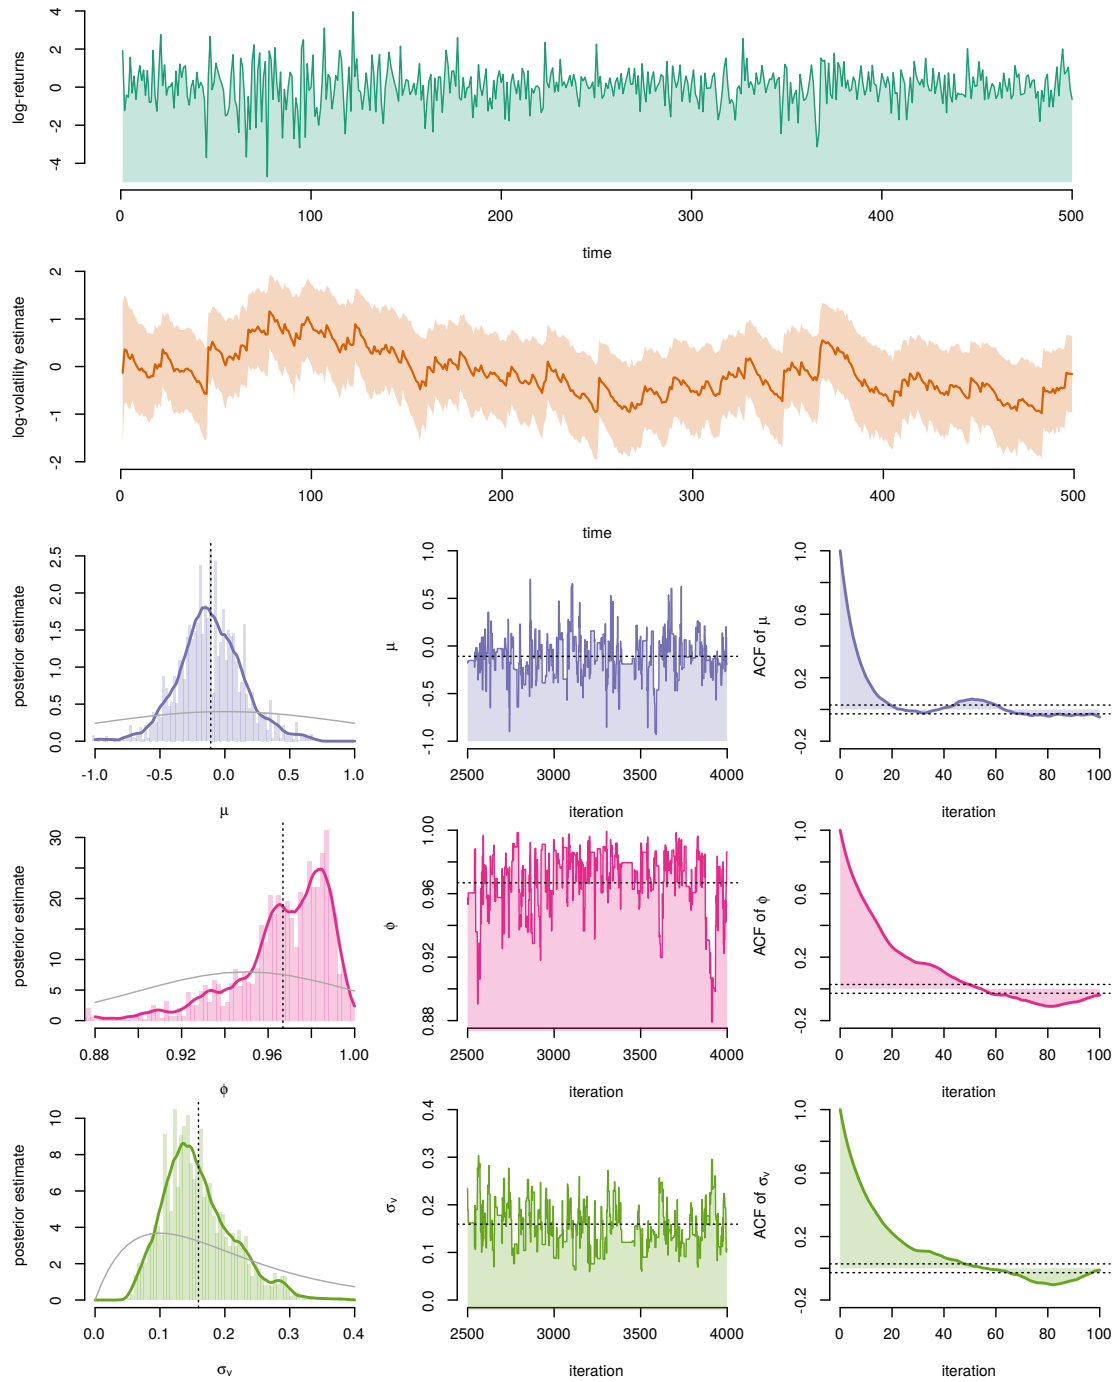 log-returns
4
2
0
-2
-4
0 100 200 300 400 500
time
log-volatility estimate
2
1
0
-1
-2
0 100 200 300 400 500
time
posterior estimate
2.5
2.0
1.5
1.0
0.5
0.0
-1.0 -0.5 0.0 0.5 1.0
μ
μ
1.0
0.5
0.0
-0.5
-1.0
2500 3000 3500 4000
iteration
ACF of μ
1.0
0.6
0.2
-0.2
0 20 40 60 80 100
iteration
posterior estimate
30
20
10
5
0
0.88 0.92 0.96 1.00
ϕ
ϕ
1.00
0.96
0.92
0.88
2500 3000 3500 4000
iteration
ACF of ϕ
1.0
0.6
0.2
-0.2
0 20 40 60 80 100
iteration
posterior estimate
10
8
6
4
2
0
0.0 0.1 0.2 0.3 0.4
σv
σv
0.4
0.3
0.2
0.1
0.0
2500 3000 3500 4000
iteration
ACF of σv
1.0
0.6
0.2
-0.2
0 20 40 60 80 100
iteration